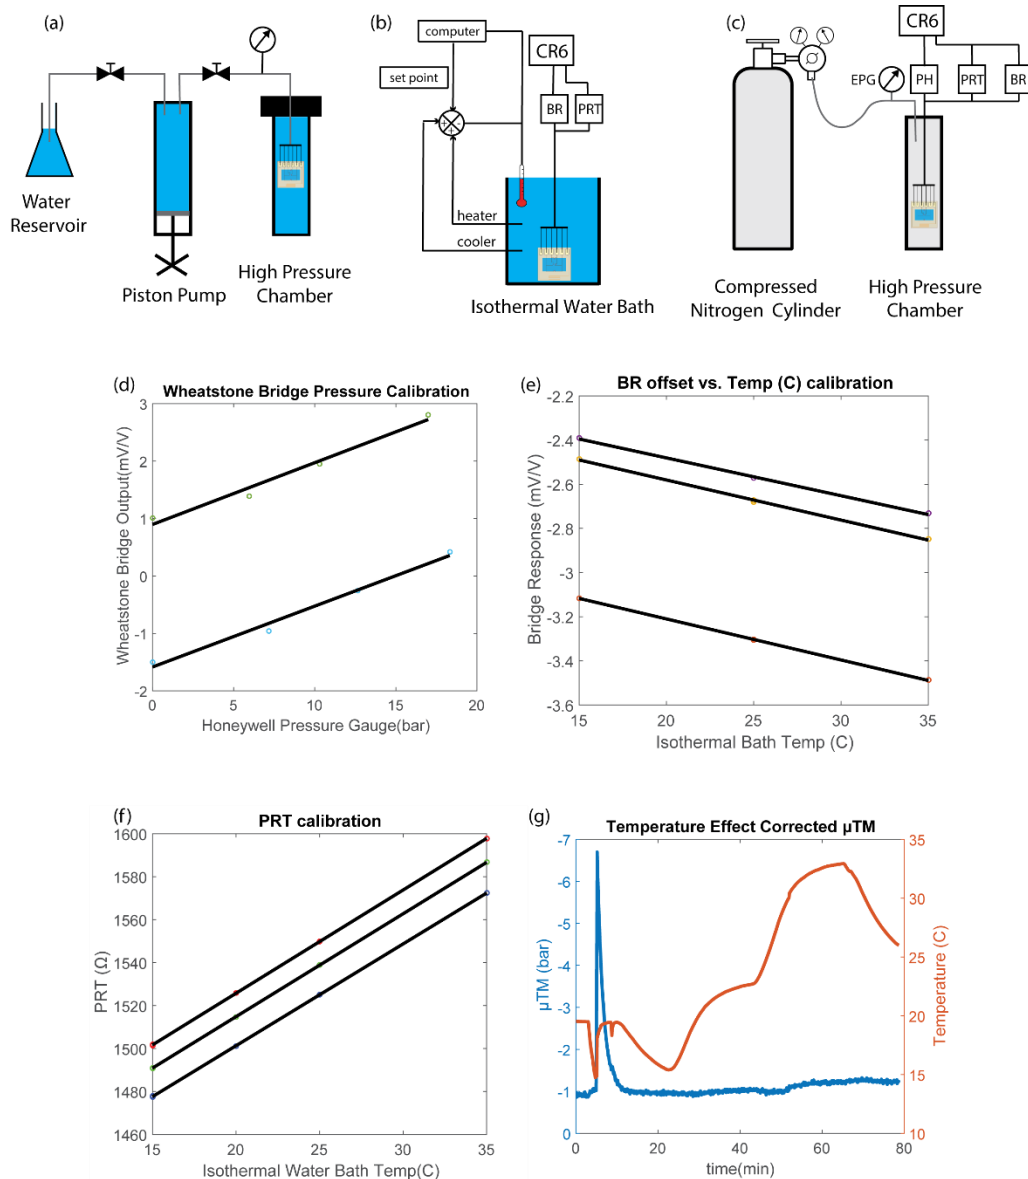 (a)
Water
Reservoir
Piston Pump
High Pressure
Chamber
(b)
computer
set point
+
-
+
CR6
BR
PRT
heater
cooler
Isothermal Water Bath
(c)
CR6
EPG
PH
PRT
BR
Compressed
Nitrogen Cylinder
High Pressure
Chamber
(d)
Wheatstone Bridge Pressure Calibration
Wheatstone Bridge Output(mV/V)
3
2
1
0
-1
-2
0
5
10
15
20
Honeywell Pressure Gauge(bar)
(e)
BR offset vs. Temp (C) calibration
Bridge Response (mV/V)
-2.2
-2.4
-2.6
-2.8
-3
-3.2
-3.4
-3.6
15
20
25
30
35
Isothermal Bath Temp (C)
(f)
PRT calibration
PRT (Ω)
1600
1580
1560
1540
1520
1500
1480
1460
15
20
25
30
35
Isothermal Water Bath Temp(C)
(g)
Temperature Effect Corrected µTM
µTM (bar)
-7
-6
-5
-4
-3
-2
-1
0
35
30
25
20
15
10
Temperature (C)
0
20
40
60
80
time(min)